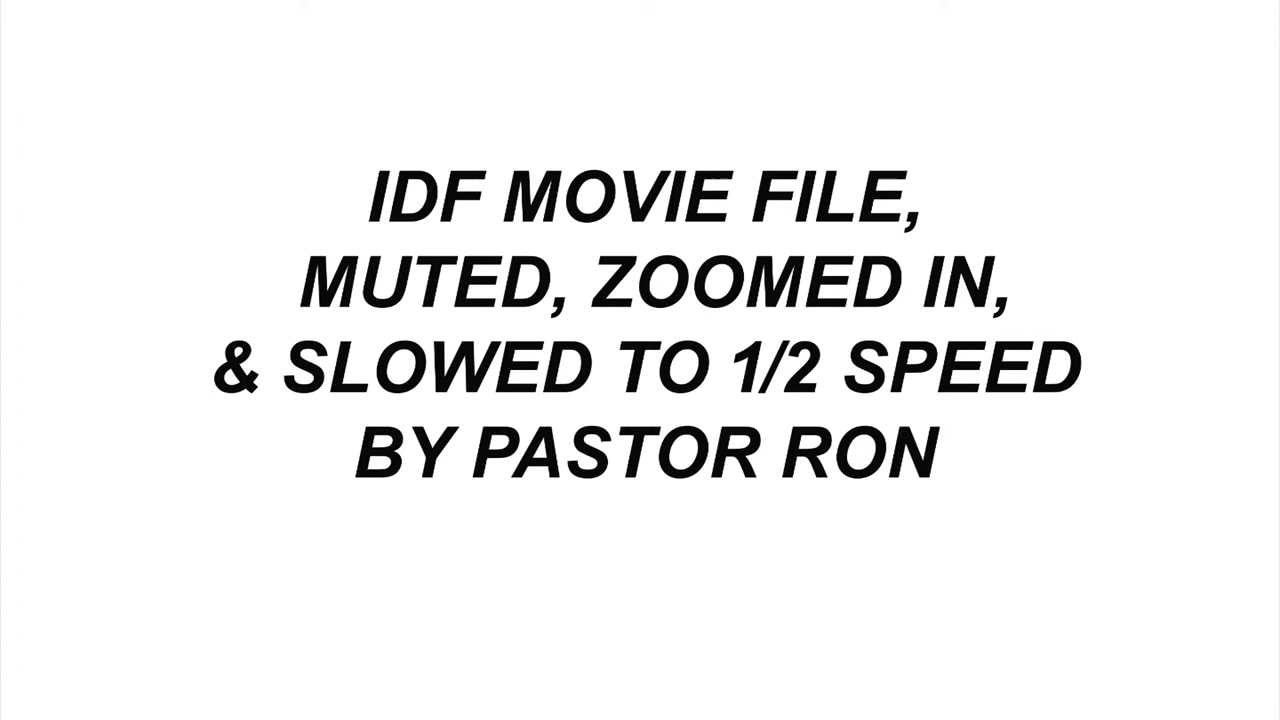 IDF MOVIE FILE,
MUTED, ZOOMED IN,
& SLOWED TO 1/2 SPEED
BY PASTOR RON